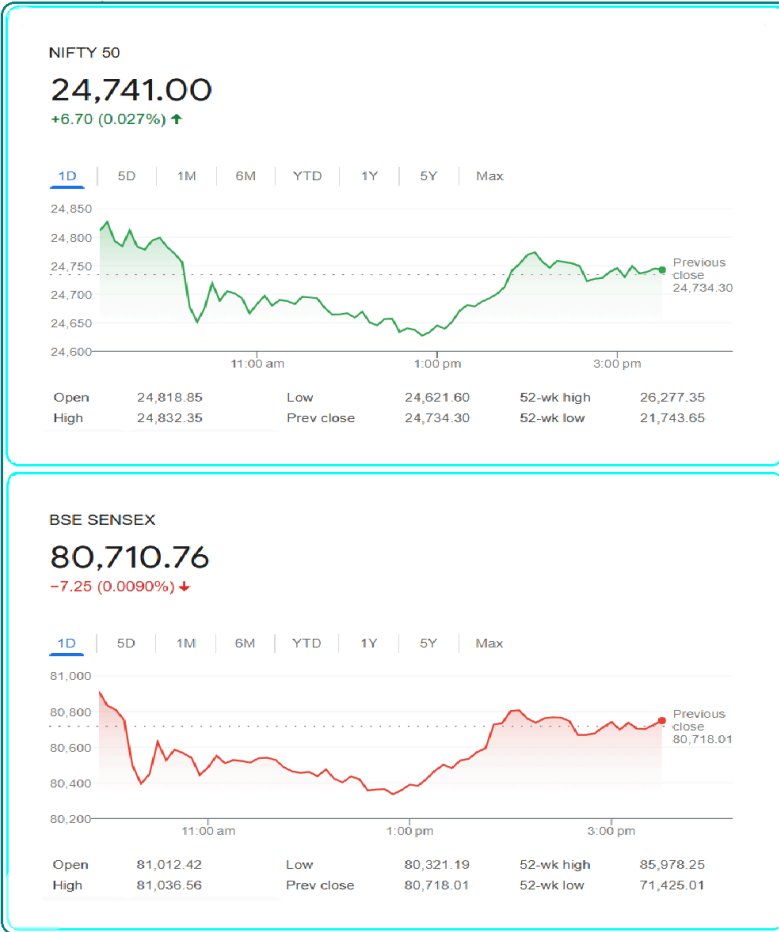 NIFTY 50
24,741.00
+6.70 (0.027%) ↑
1D 5D 1M 6M YTD 1Y 5Y Max
24,850
24,800
24,750
24,700
24,650
24,600
Previous
close
24,734.30
11:00 am 1:00 pm 3:00 pm
Open 24,818.85 Low 24,621.60 52-wk high 26,277.35
High 24,832.35 Prev close 24,734.30 52-wk low 21,743.65
BSE SENSEX
80,710.76
−7.25 (0.0090%) ↓
1D 5D 1M 6M YTD 1Y 5Y Max
81,000
80,800
80,600
80,400
80,200
Previous
close
80,718.01
11:00 am 1:00 pm 3:00 pm
Open 81,012.42 Low 80,321.19 52-wk high 85,978.25
High 81,036.56 Prev close 80,718.01 52-wk low 71,425.01